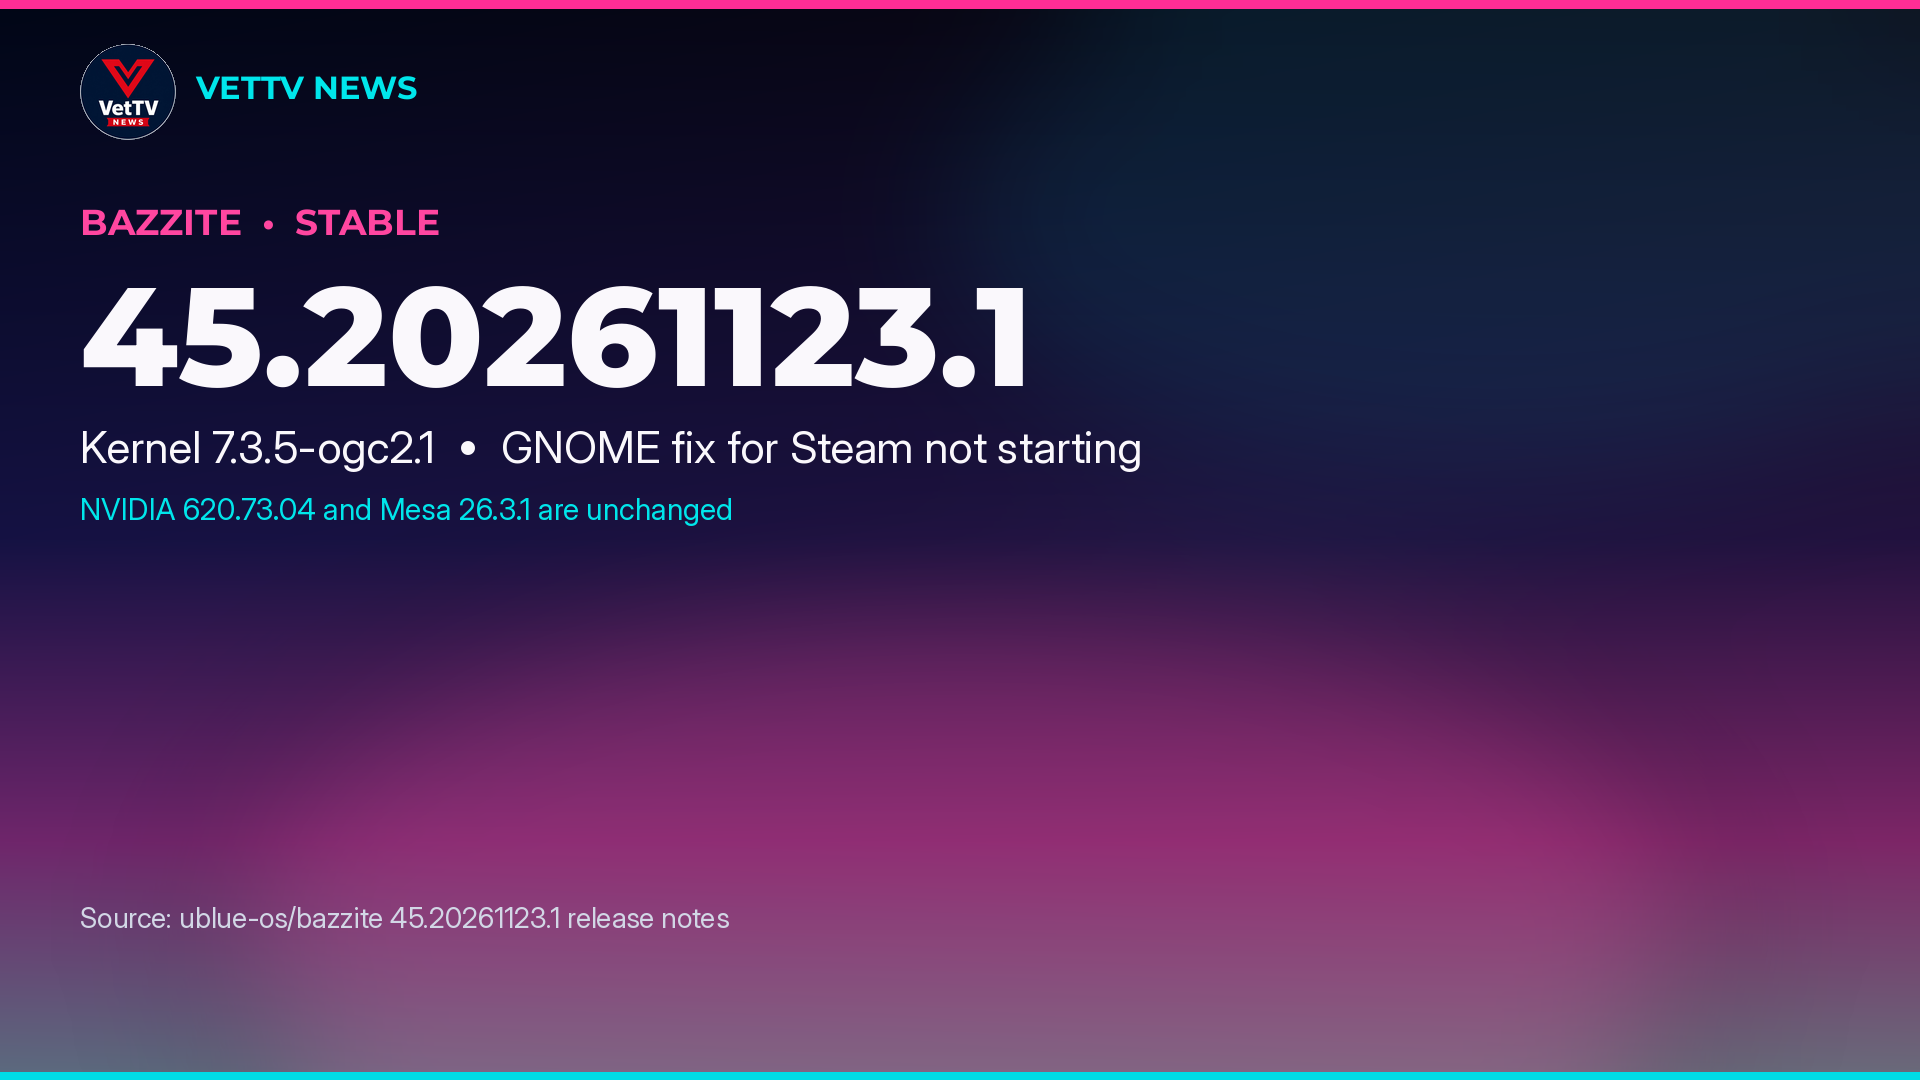 VetTV
NEWS
VETTV NEWS
BAZZITE • STABLE
45.20261123.1
Kernel 7.3.5-ogc2.1 • GNOME fix for Steam not starting
NVIDIA 620.73.04 and Mesa 26.3.1 are unchanged
Source: ublue-os/bazzite 45.20261123.1 release notes